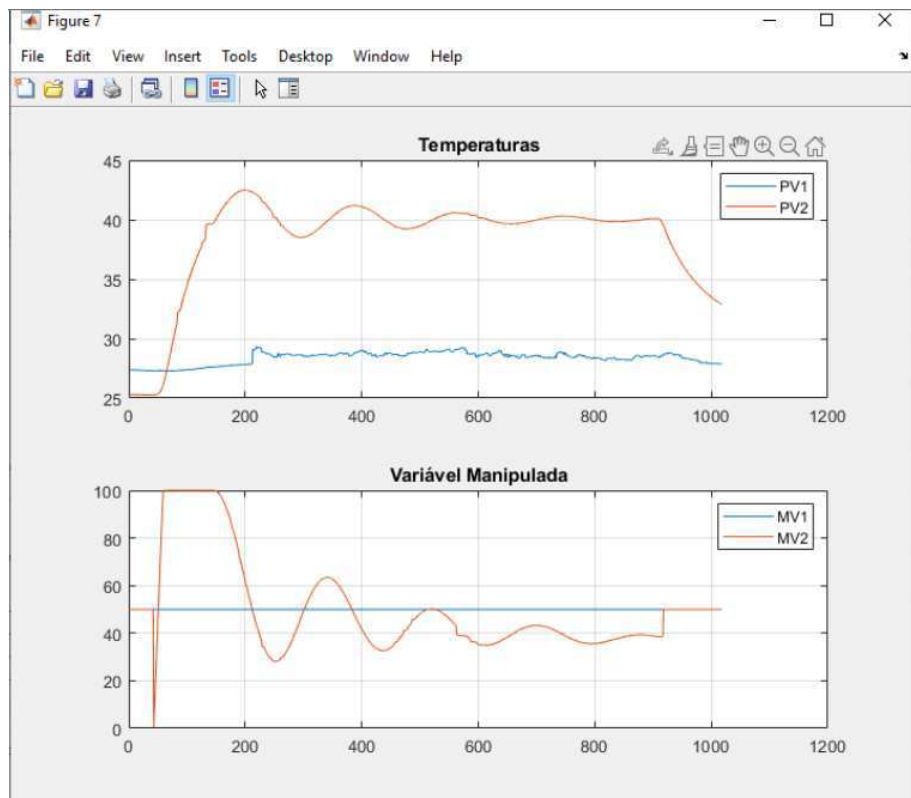 Figure 7
File Edit View Insert Tools Desktop Window Help
Temperaturas
45
40
35
30
25
0 200 400 600 800 1000 1200
PV1
PV2
Variável Manipulada
100
80
60
40
20
0
0 200 400 600 800 1000 1200
MV1
MV2